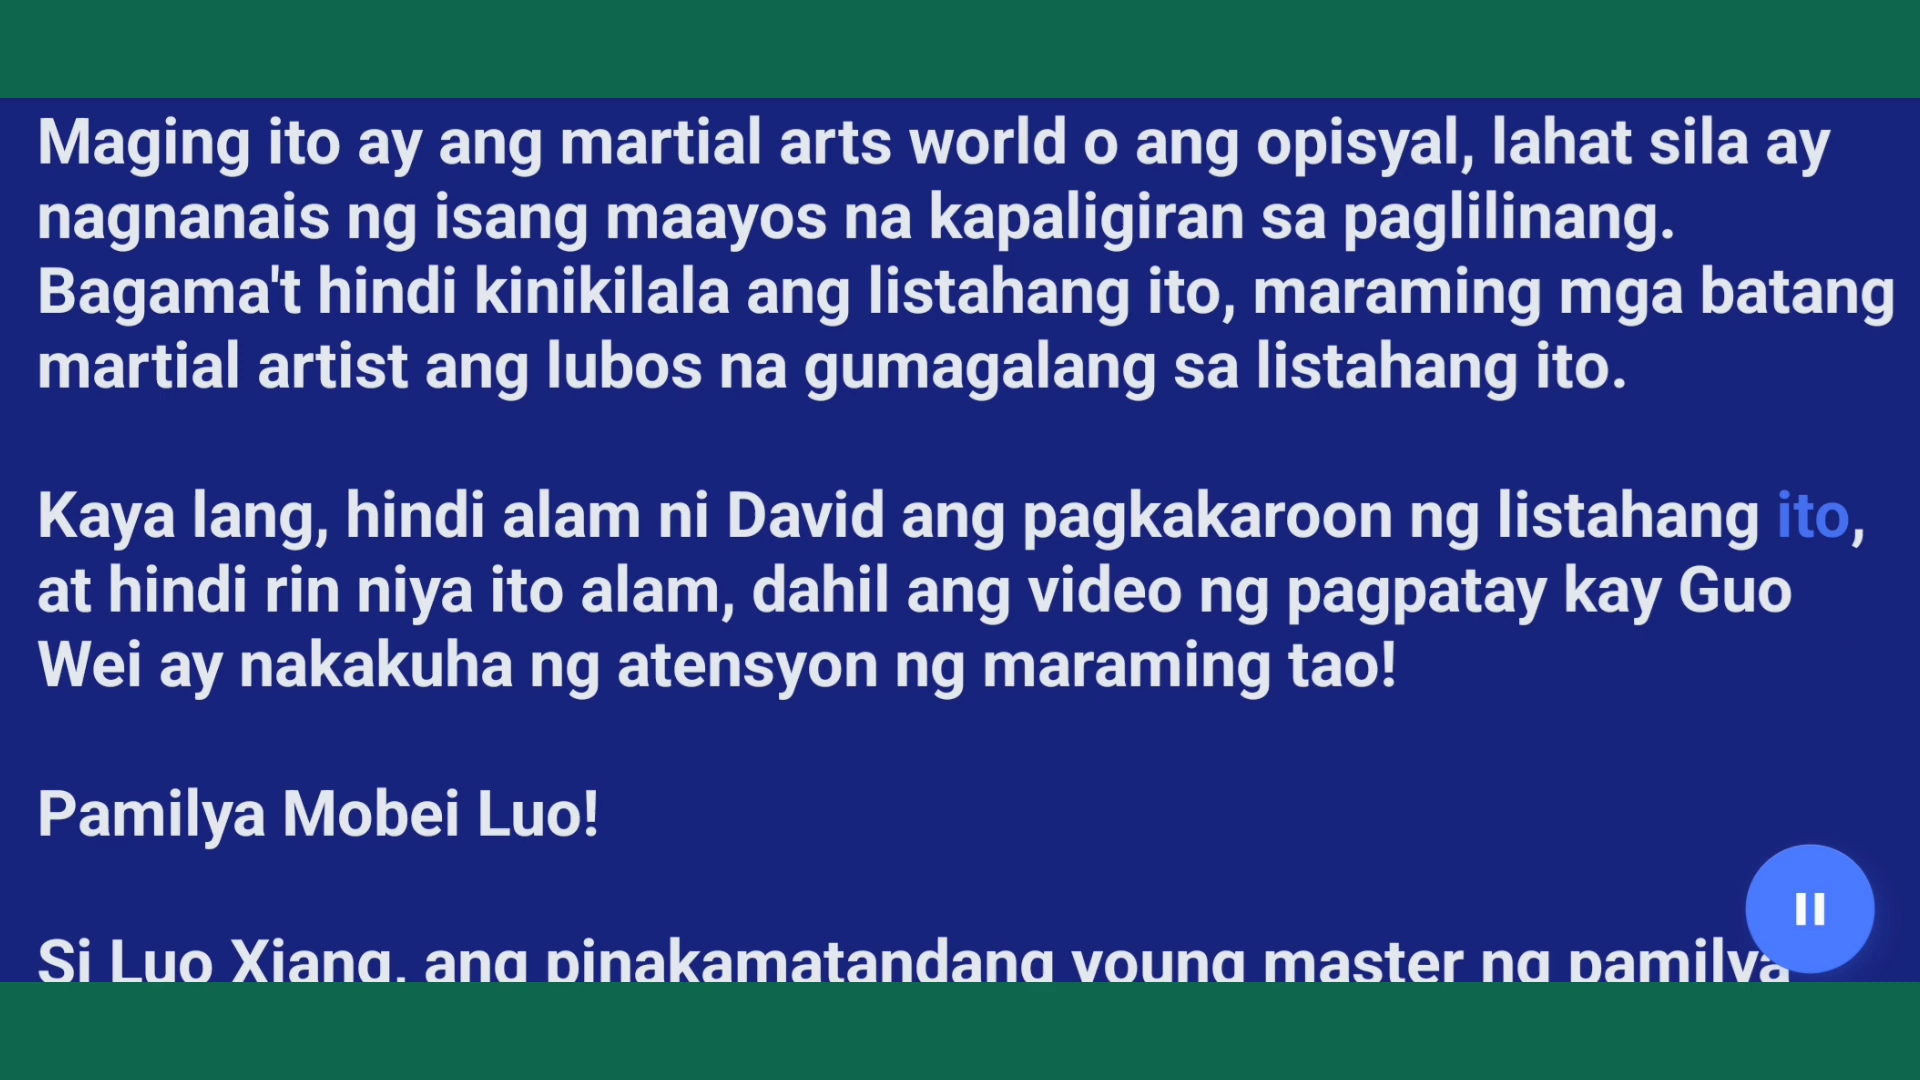 Maging ito ay ang martial arts world o ang opisyal, lahat sila ay
nagnanais ng isang maayos na kapaligiran sa paglilinang.
Bagama't hindi kinikilala ang listahang ito, maraming mga batang
martial artist ang lubos na gumagalang sa listahang ito.
Kaya lang, hindi alam ni David ang pagkakaroon ng listahang ito,
at hindi rin niya ito alam, dahil ang video ng pagpatay kay Guo
Wei ay nakakuha ng atensyon ng maraming tao!
Pamilya Mobei Luo!
Si Luo Xiang, ang pinakamatandang young master ng pamilya